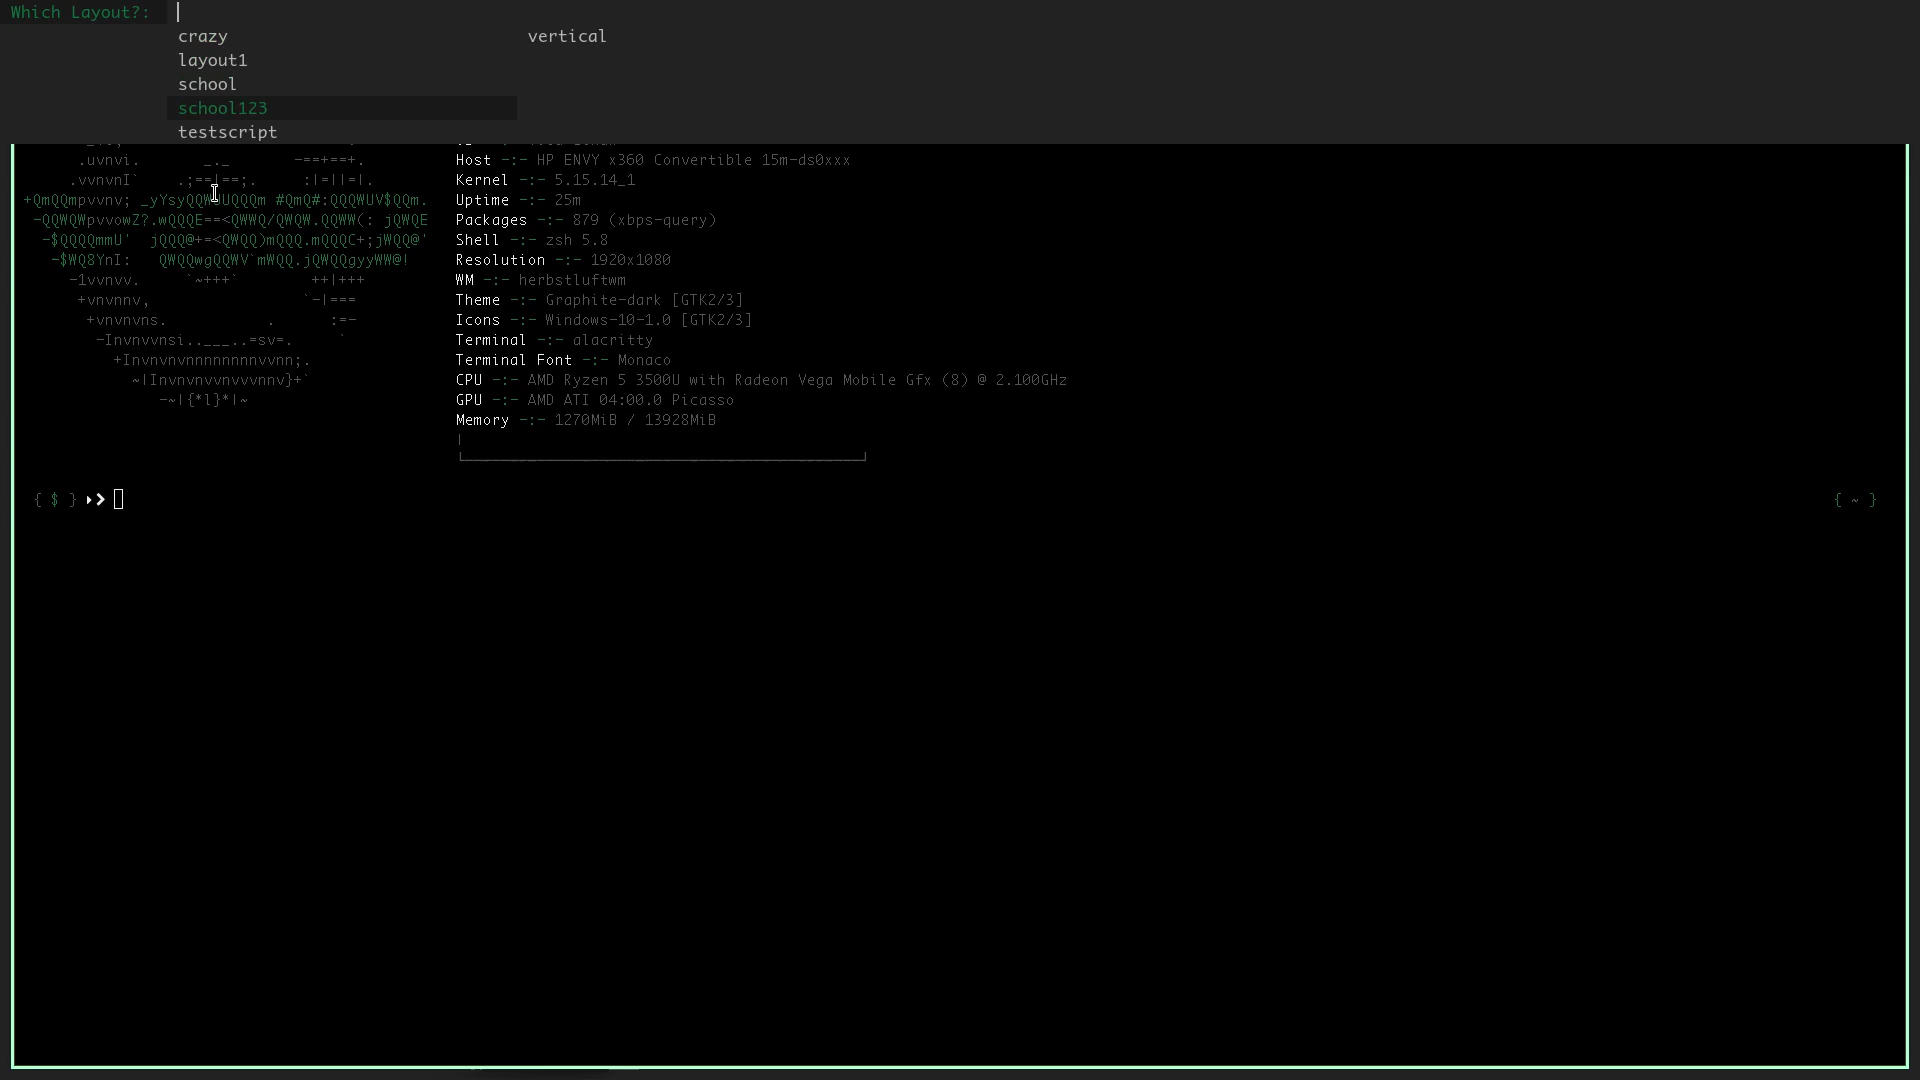 Which Layout?:
crazy vertical
layout1
school
school123
testscript
.uvnvi. _._ -==+==+. Host -:- HP ENVY x360 Convertible 15m-ds0xxx
.vvnvnI` .;==|==;. :|=||=|. Kernel -:- 5.15.14_1
+QmQQmpvvnv; _yYsyQQWUUQQQm #QmQ#:QQQWUV$QQm. Uptime -:- 25m
-QQWQWpvvowZ?.wQQQE==<QWWQ/QWQW.QQWW(: jQWQE Packages -:- 879 (xbps-query)
-$QQQQmmU' jQQQ@+=<QWQQ)mQQQ.mQQQC+;jWQQ@' Shell -:- zsh 5.8
-$WQ8YnI: QWQQwgQQWV`mWQQ.jQWQQgyyWW@! Resolution -:- 1920x1080
-1vvnvv. `~+++` ++|+++ WM -:- herbstluftwm
+vnvnnv, `-|=== Theme -:- Graphite-dark [GTK2/3]
+vnvnvns. . :=- Icons -:- Windows-10-1.0 [GTK2/3]
-Invnvvnsi..___..=sv=. ` Terminal -:- alacritty
+Invnvnvnnnnnnnnvvnn;. Terminal Font -:- Monaco
~|Invnvnvvnvvvnnv}+` CPU -:- AMD Ryzen 5 3500U with Radeon Vega Mobile Gfx (8) @ 2.100GHz
-~|{*l}*|~ GPU -:- AMD ATI 04:00.0 Picasso
Memory -:- 1270MiB / 13928MiB
{ $ } { ~ }